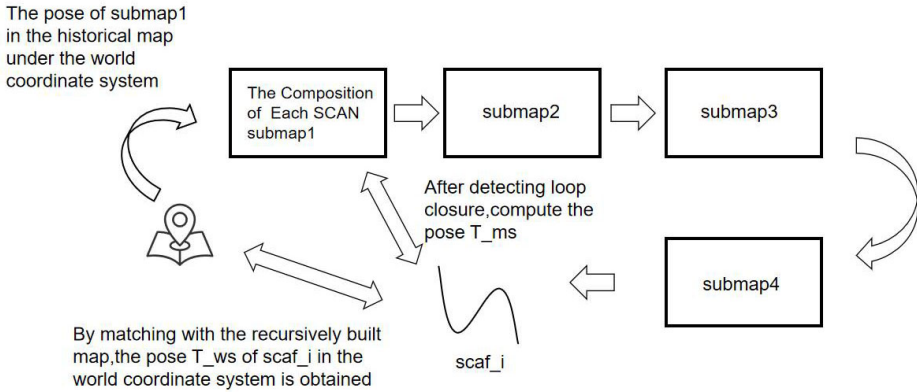 The pose of submap1
in the historical map
under the world
coordinate system
The Composition
of Each SCAN
submap1
submap2
submap3
After detecting loop
closure,compute the
pose T_ms
submap4
scaf_i
By matching with the recursively built
map,the pose T_ws of scaf_i in the
world coordinate system is obtained